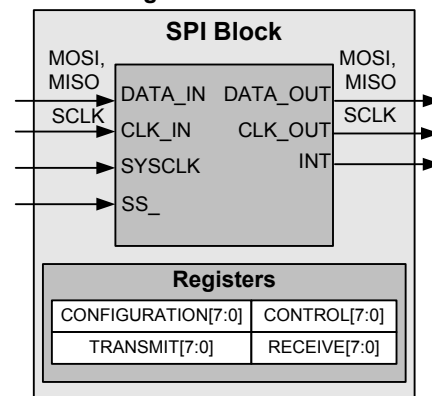 SPI Block
MOSI,
MISO
SCLK
MOSI,
MISO
SCLK
DATA_IN DATA_OUT
CLK_IN CLK_OUT
SYSCLK INT
SS_
Registers
CONFIGURATION[7:0] CONTROL[7:0]
TRANSMIT[7:0] RECEIVE[7:0]